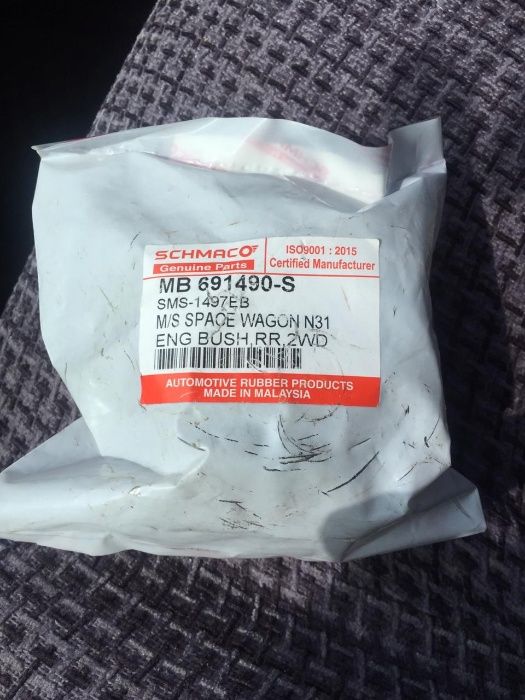 SCHMACO
Genuine Parts
ISO9001 : 2015
Certified Manufacturer
MB 691490-S
SMS-1497BB
M/S SPACE WAGON N31
ENG BUSH,RR,2WD
AUTOMOTIVE RUBBER PRODUCTS
MADE IN MALAYSIA